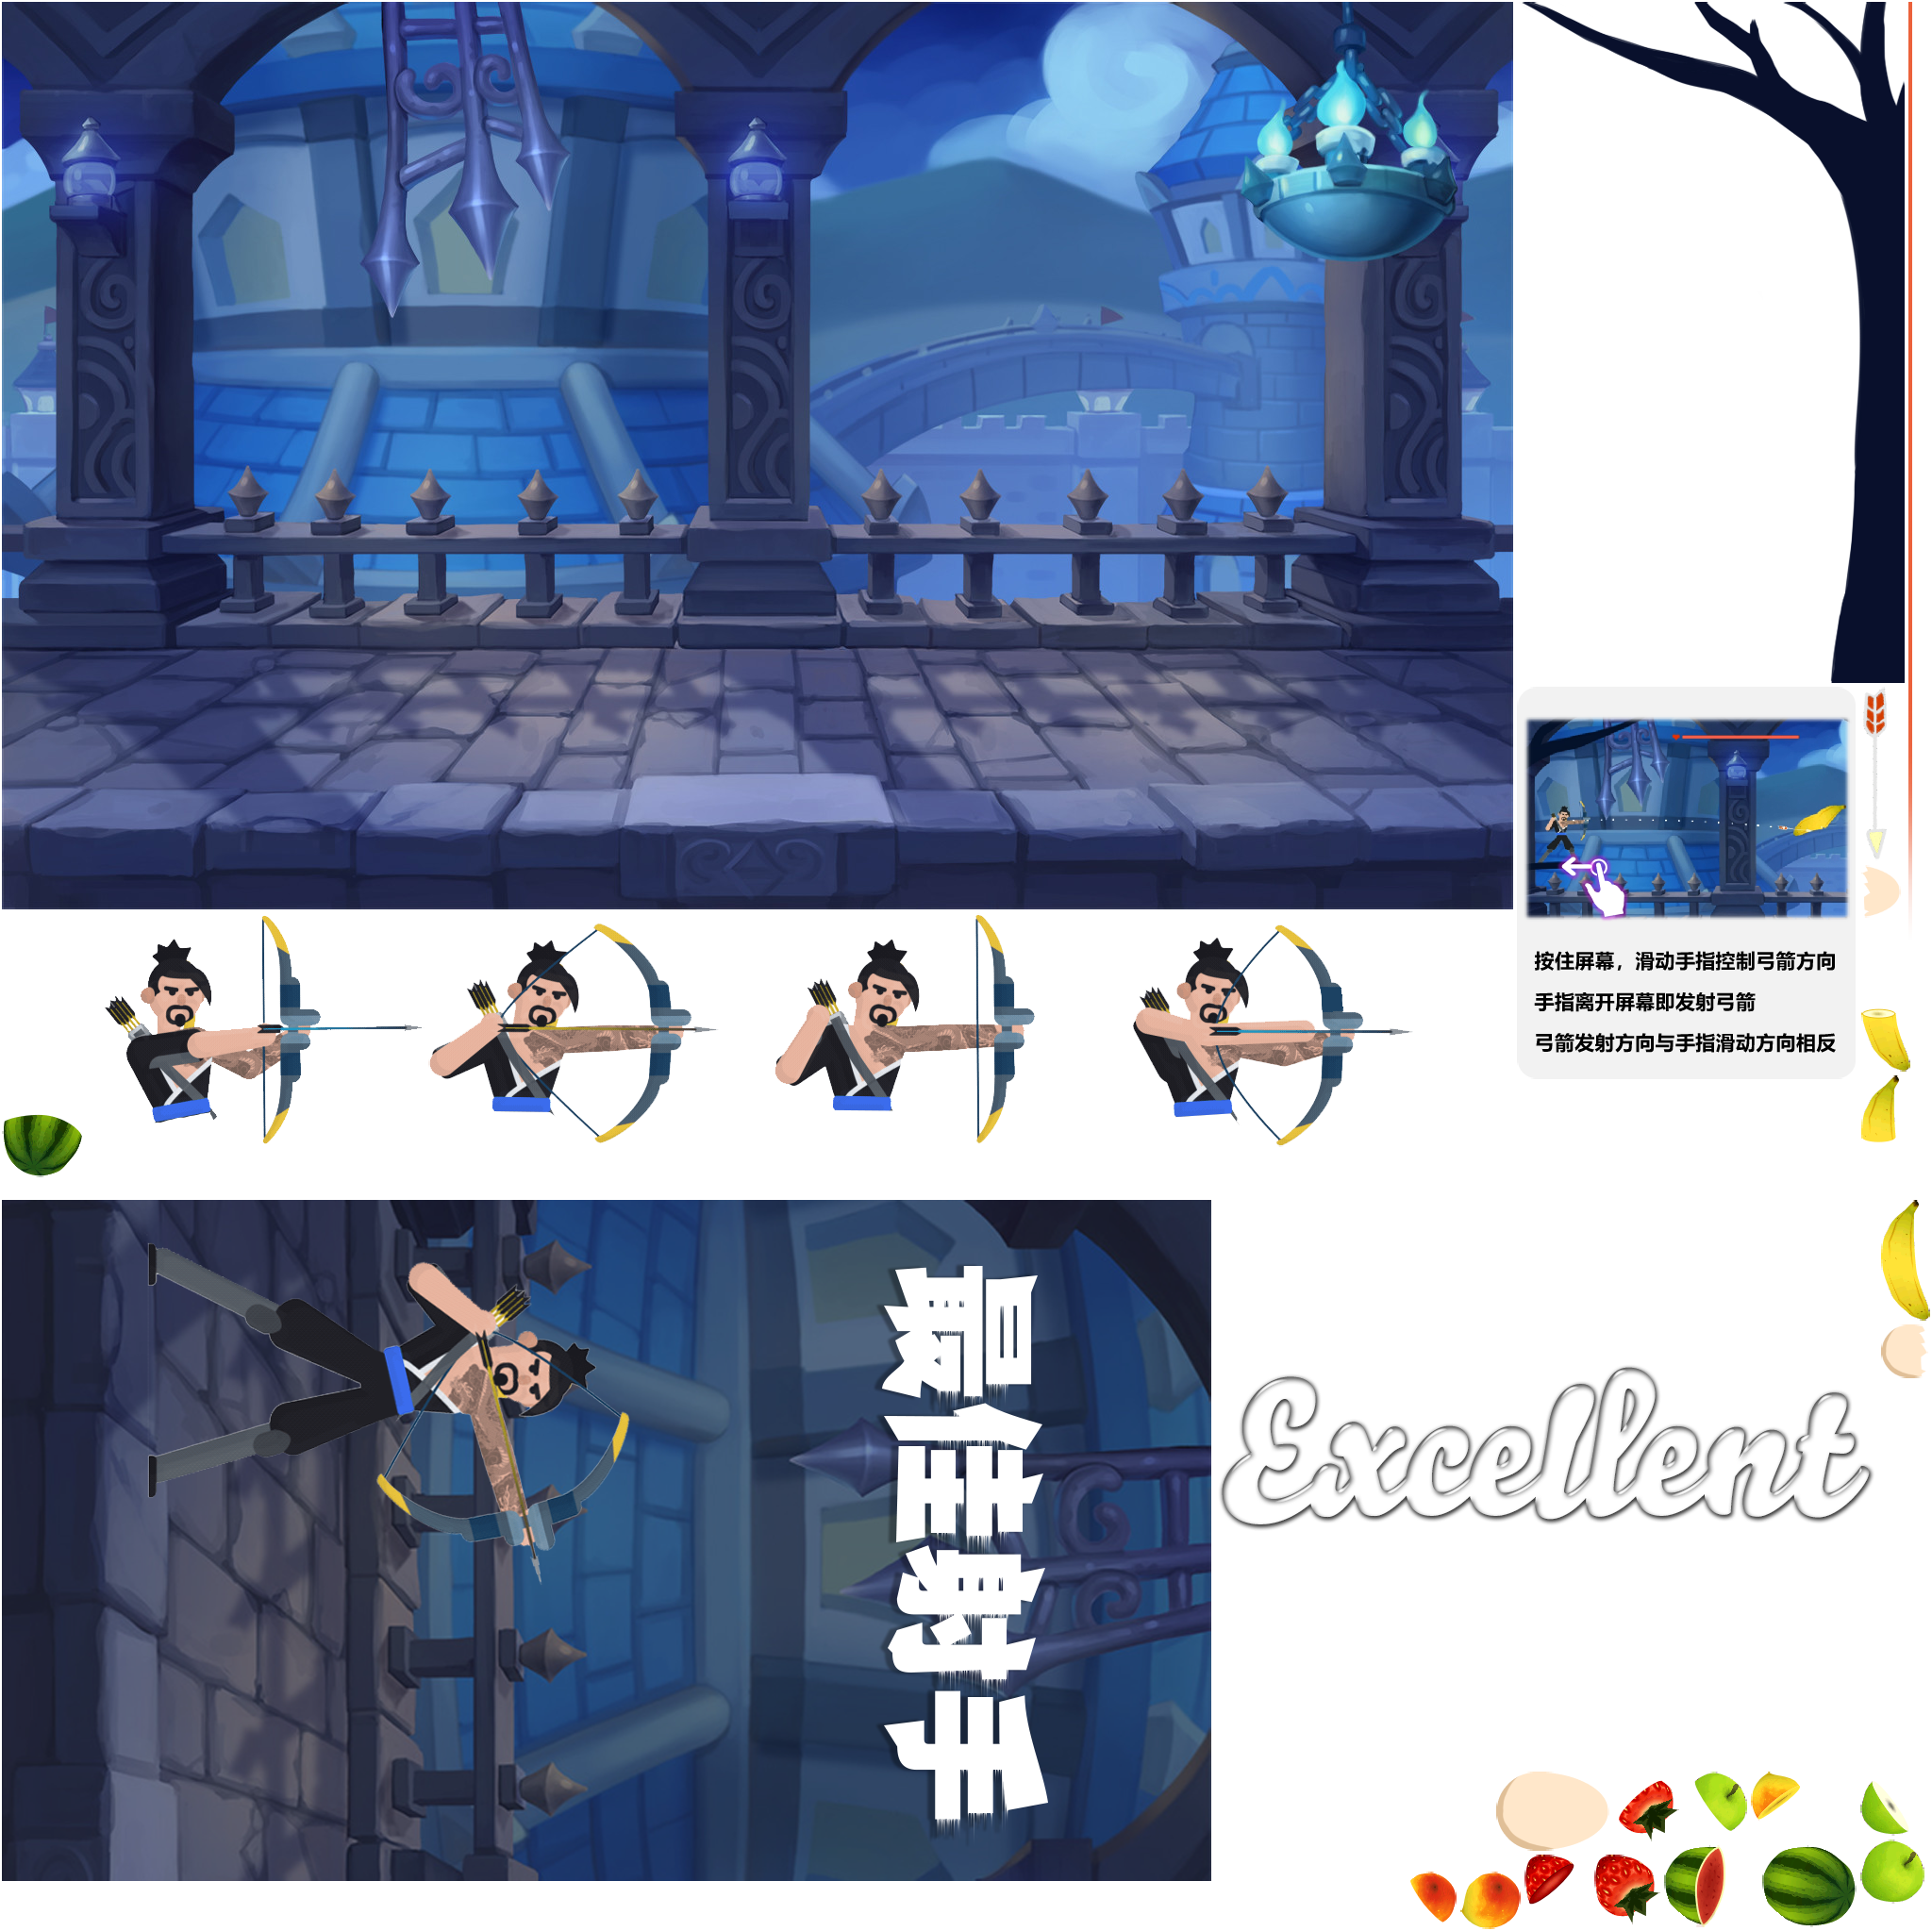 按住屏幕，滑动手指控制弓箭方向
手指离开屏幕即发射弓箭
弓箭发射方向与手指滑动方向相反
最佳射手
Excellent